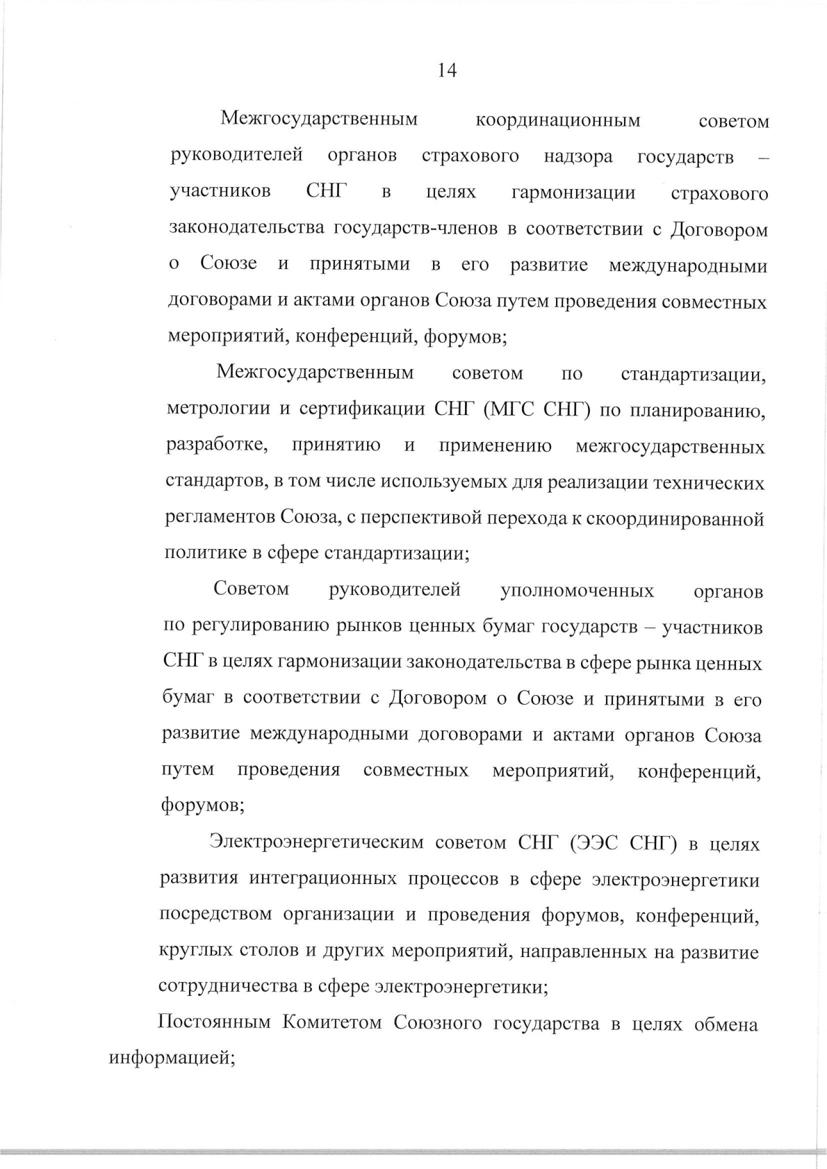 14
Межгосударственным координационным советом
руководителей органов страхового надзора государств –
участников СНГ в целях гармонизации страхового
законодательства государств-членов в соответствии с Договором
о Союзе и принятыми в его развитие международными
договорами и актами органов Союза путем проведения совместных
мероприятий, конференций, форумов;
Межгосударственным советом по стандартизации,
метрологии и сертификации СНГ (МГС СНГ) по планированию,
разработке, принятию и применению межгосударственных
стандартов, в том числе используемых для реализации технических
регламентов Союза, с перспективой перехода к скоординированной
политике в сфере стандартизации;
Советом руководителей уполномоченных органов
по регулированию рынков ценных бумаг государств – участников
СНГ в целях гармонизации законодательства в сфере рынка ценных
бумаг в соответствии с Договором о Союзе и принятыми в его
развитие международными договорами и актами органов Союза
путем проведения совместных мероприятий, конференций,
форумов;
Электроэнергетическим советом СНГ (ЭЭС СНГ) в целях
развития интеграционных процессов в сфере электроэнергетики
посредством организации и проведения форумов, конференций,
круглых столов и других мероприятий, направленных на развитие
сотрудничества в сфере электроэнергетики;
Постоянным Комитетом Союзного государства в целях обмена
информацией;